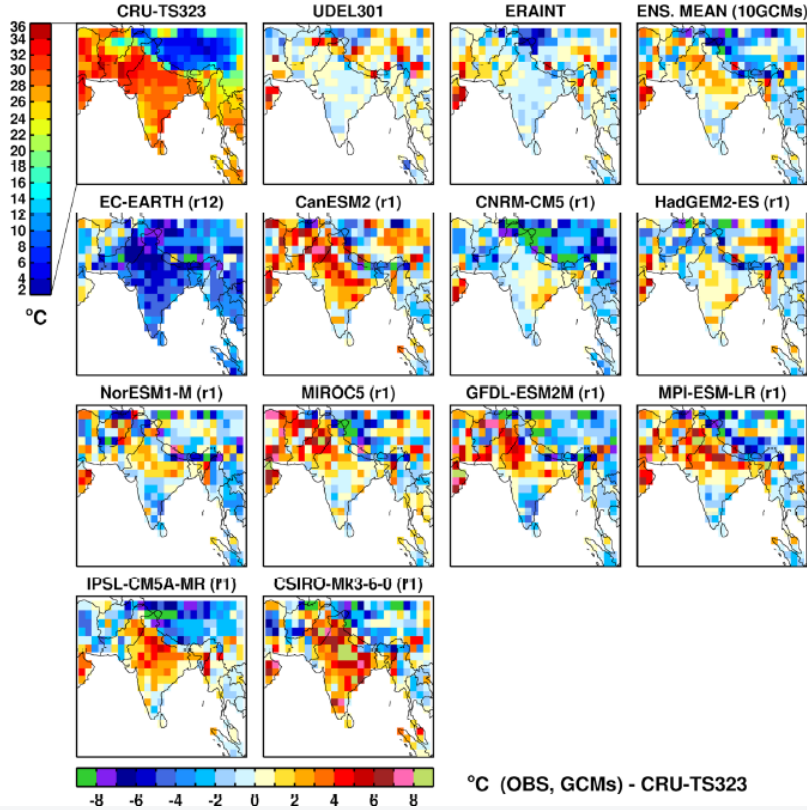 CRU-TS323 UDEL301 ERAINT ENS. MEAN (10GCMs)
36
34
32
30
28
26
24
22
20
18
16
14
12
10
8
6
4
2
°C
EC-EARTH (r12) CanESM2 (r1) CNRM-CM5 (r1) HadGEM2-ES (r1)
NorESM1-M (r1) MIROC5 (r1) GFDL-ESM2M (r1) MPI-ESM-LR (r1)
IPSL-CM5A-MR (r1) CSIRO-Mk3-6-0 (r1)
-8 -6 -4 -2 0 2 4 6 8
°C (OBS, GCMs) - CRU-TS323